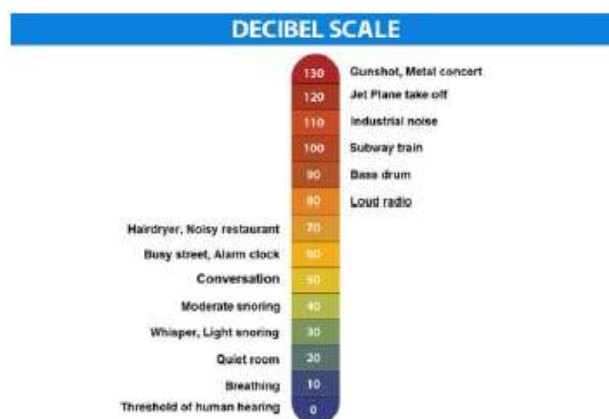 DECIBEL SCALE
130 Gunshot, Metal concert
120 Jet Plane take off
110 Industrial noise
100 Subway train
90 Bass drum
80 Loud radio
Hairdryer, Noisy restaurant 70
Busy street, Alarm clock 60
Conversation 50
Moderate snoring 40
Whisper, Light snoring 30
Quiet room 20
Breathing 10
Threshold of human hearing 0